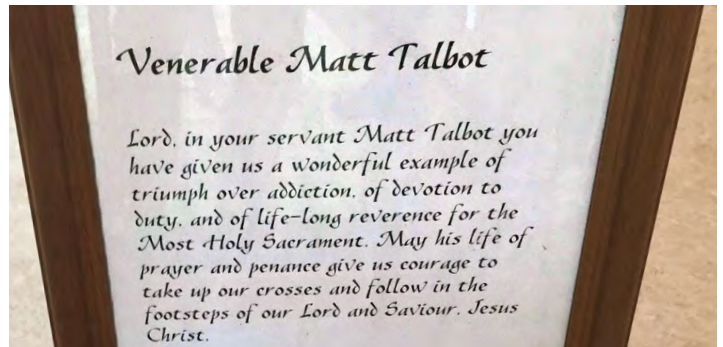 Venerable Matt Talbot
Lord, in your servant Matt Talbot you
have given us a wonderful example of
triumph over addiction, of devotion to
duty, and of life-long reverence for the
Most Holy Sacrament. May his life of
prayer and penance give us courage to
take up our crosses and follow in the
footsteps of our Lord and Saviour, Jesus
Christ.